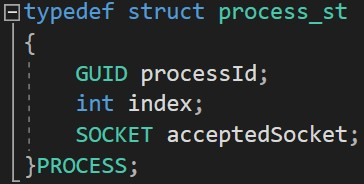 typedef struct process_st
{
    GUID processId;
    int index;
    SOCKET acceptedSocket;
}PROCESS;